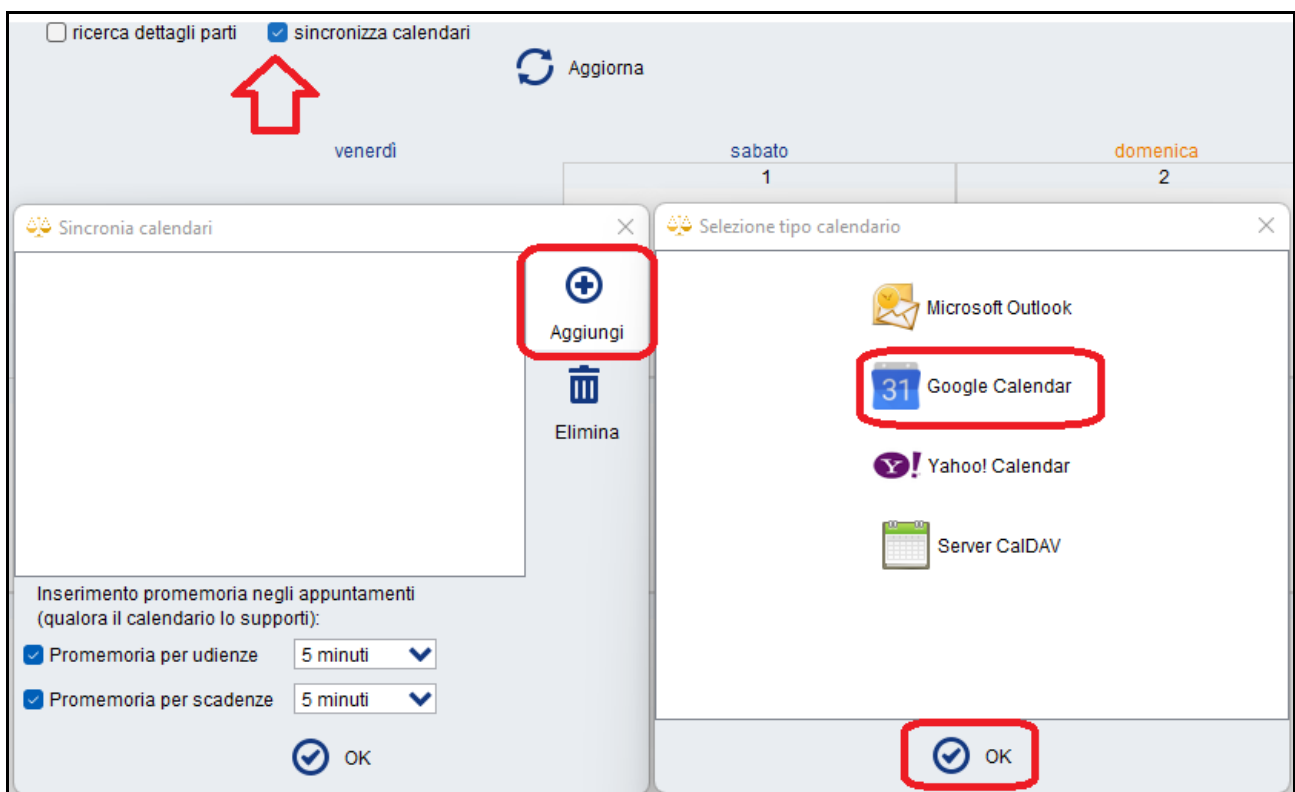 ricerca dettagli parti sincronizza calendari
Aggiorna
venerdì sabato domenica
1 2
Sincronia calendari
Aggiungi
Elimina
Inserimento promemoria negli appuntamenti
(qualora il calendario lo supporti):
Promemoria per udienze 5 minuti
Promemoria per scadenze 5 minuti
OK
Selezione tipo calendario
Microsoft Outlook
31 Google Calendar
Y! Yahoo! Calendar
Server CalDAV
OK